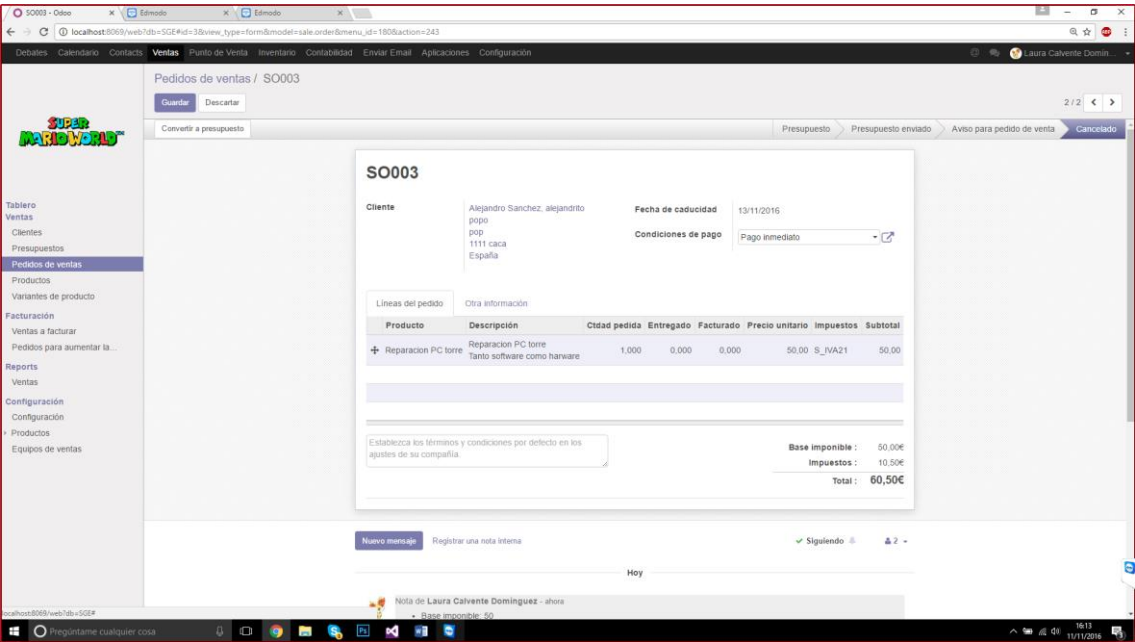 SO003 - Odoo
Edmodo
Edmodo
localhost:8069/web?db=SGE#id=3&view_type=form&model=sale.order&menu_id=180&action=243
Debates Calendario Contacts Ventas Punto de Venta Inventario Contabilidad Enviar Email Aplicaciones Configuración
Laura Calvente Domín...
Pedidos de ventas / SO003
Guardar Descartar
2 / 2
SUPER
MARIO WORLD
Convertir a presupuesto
Presupuesto Presupuesto enviado Aviso para pedido de venta Cancelado
Tablero
Ventas
Clientes
Presupuestos
Pedidos de ventas
Productos
Variantes de producto
Facturación
Ventas a facturar
Pedidos para aumentar la...
Reports
Ventas
Configuración
Configuración
Productos
Equipos de ventas
SO003
Cliente
Alejandro Sanchez, alejandrito
popo
pop
1111 caca
España
Fecha de caducidad 13/11/2016
Condiciones de pago Pago inmediato
Líneas del pedido Otra información
Producto Descripción Ctdad pedida Entregado Facturado Precio unitario Impuestos Subtotal
Reparacion PC torre
Reparacion PC torre
Tanto software como harware
1,000 0,000 0,000 50,00 S_IVA21 50,00
Establezca los términos y condiciones por defecto en los
ajustes de su compañía.
Base imponible : 50,00€
Impuestos : 10,50€
Total : 60,50€
Nuevo mensaje Registrar una nota interna
Siguiendo 2
Hoy
Nota de Laura Calvente Domínguez - ahora
Base imponible: 50
localhost:8069/web?db=SGE#
Pregúntame cualquier cosa
16:13
11/11/2016